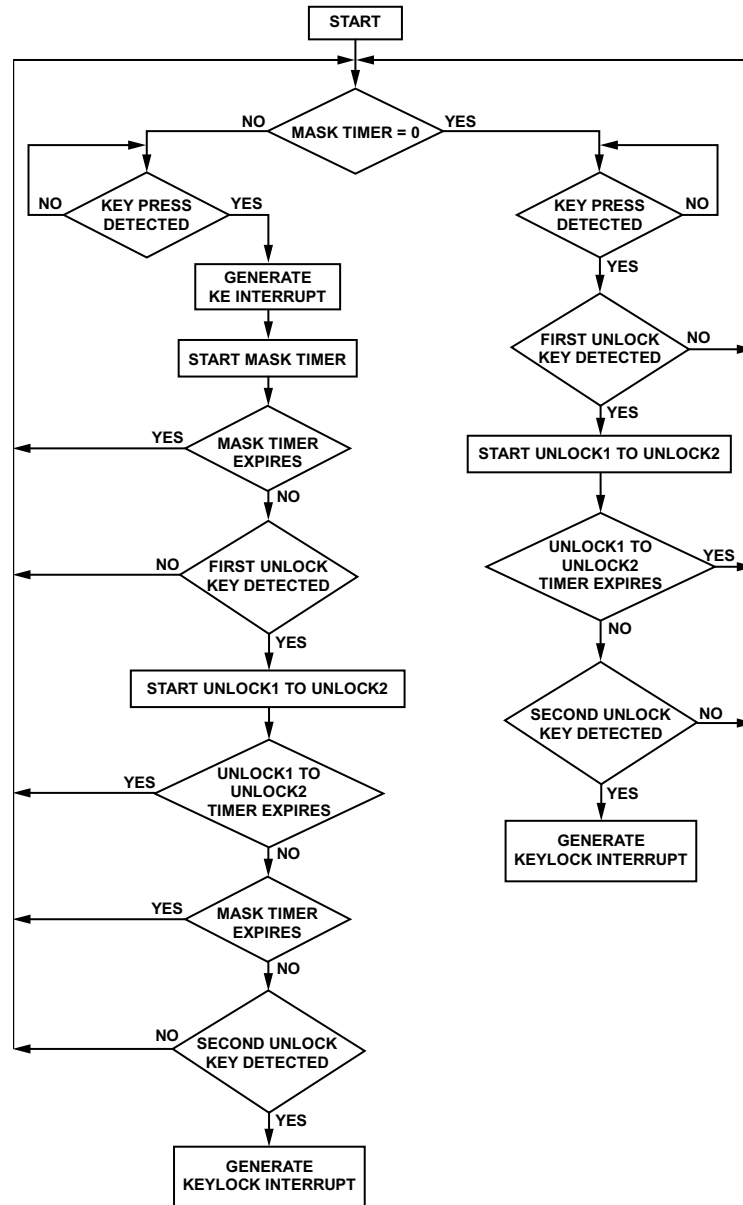 START
MASK TIMER = 0
NO
YES
KEY PRESS
DETECTED
NO
YES
GENERATE
KE INTERRUPT
START MASK TIMER
MASK TIMER
EXPIRES
YES
NO
FIRST UNLOCK
KEY DETECTED
NO
YES
START UNLOCK1 TO UNLOCK2
UNLOCK1 TO
UNLOCK2
TIMER EXPIRES
YES
NO
MASK TIMER
EXPIRES
YES
NO
SECOND UNLOCK
KEY DETECTED
NO
YES
GENERATE
KEYLOCK INTERRUPT
KEY PRESS
DETECTED
NO
YES
FIRST UNLOCK
KEY DETECTED
NO
YES
START UNLOCK1 TO UNLOCK2
UNLOCK1 TO
UNLOCK2
TIMER EXPIRES
YES
NO
SECOND UNLOCK
KEY DETECTED
NO
YES
GENERATE
KEYLOCK INTERRUPT